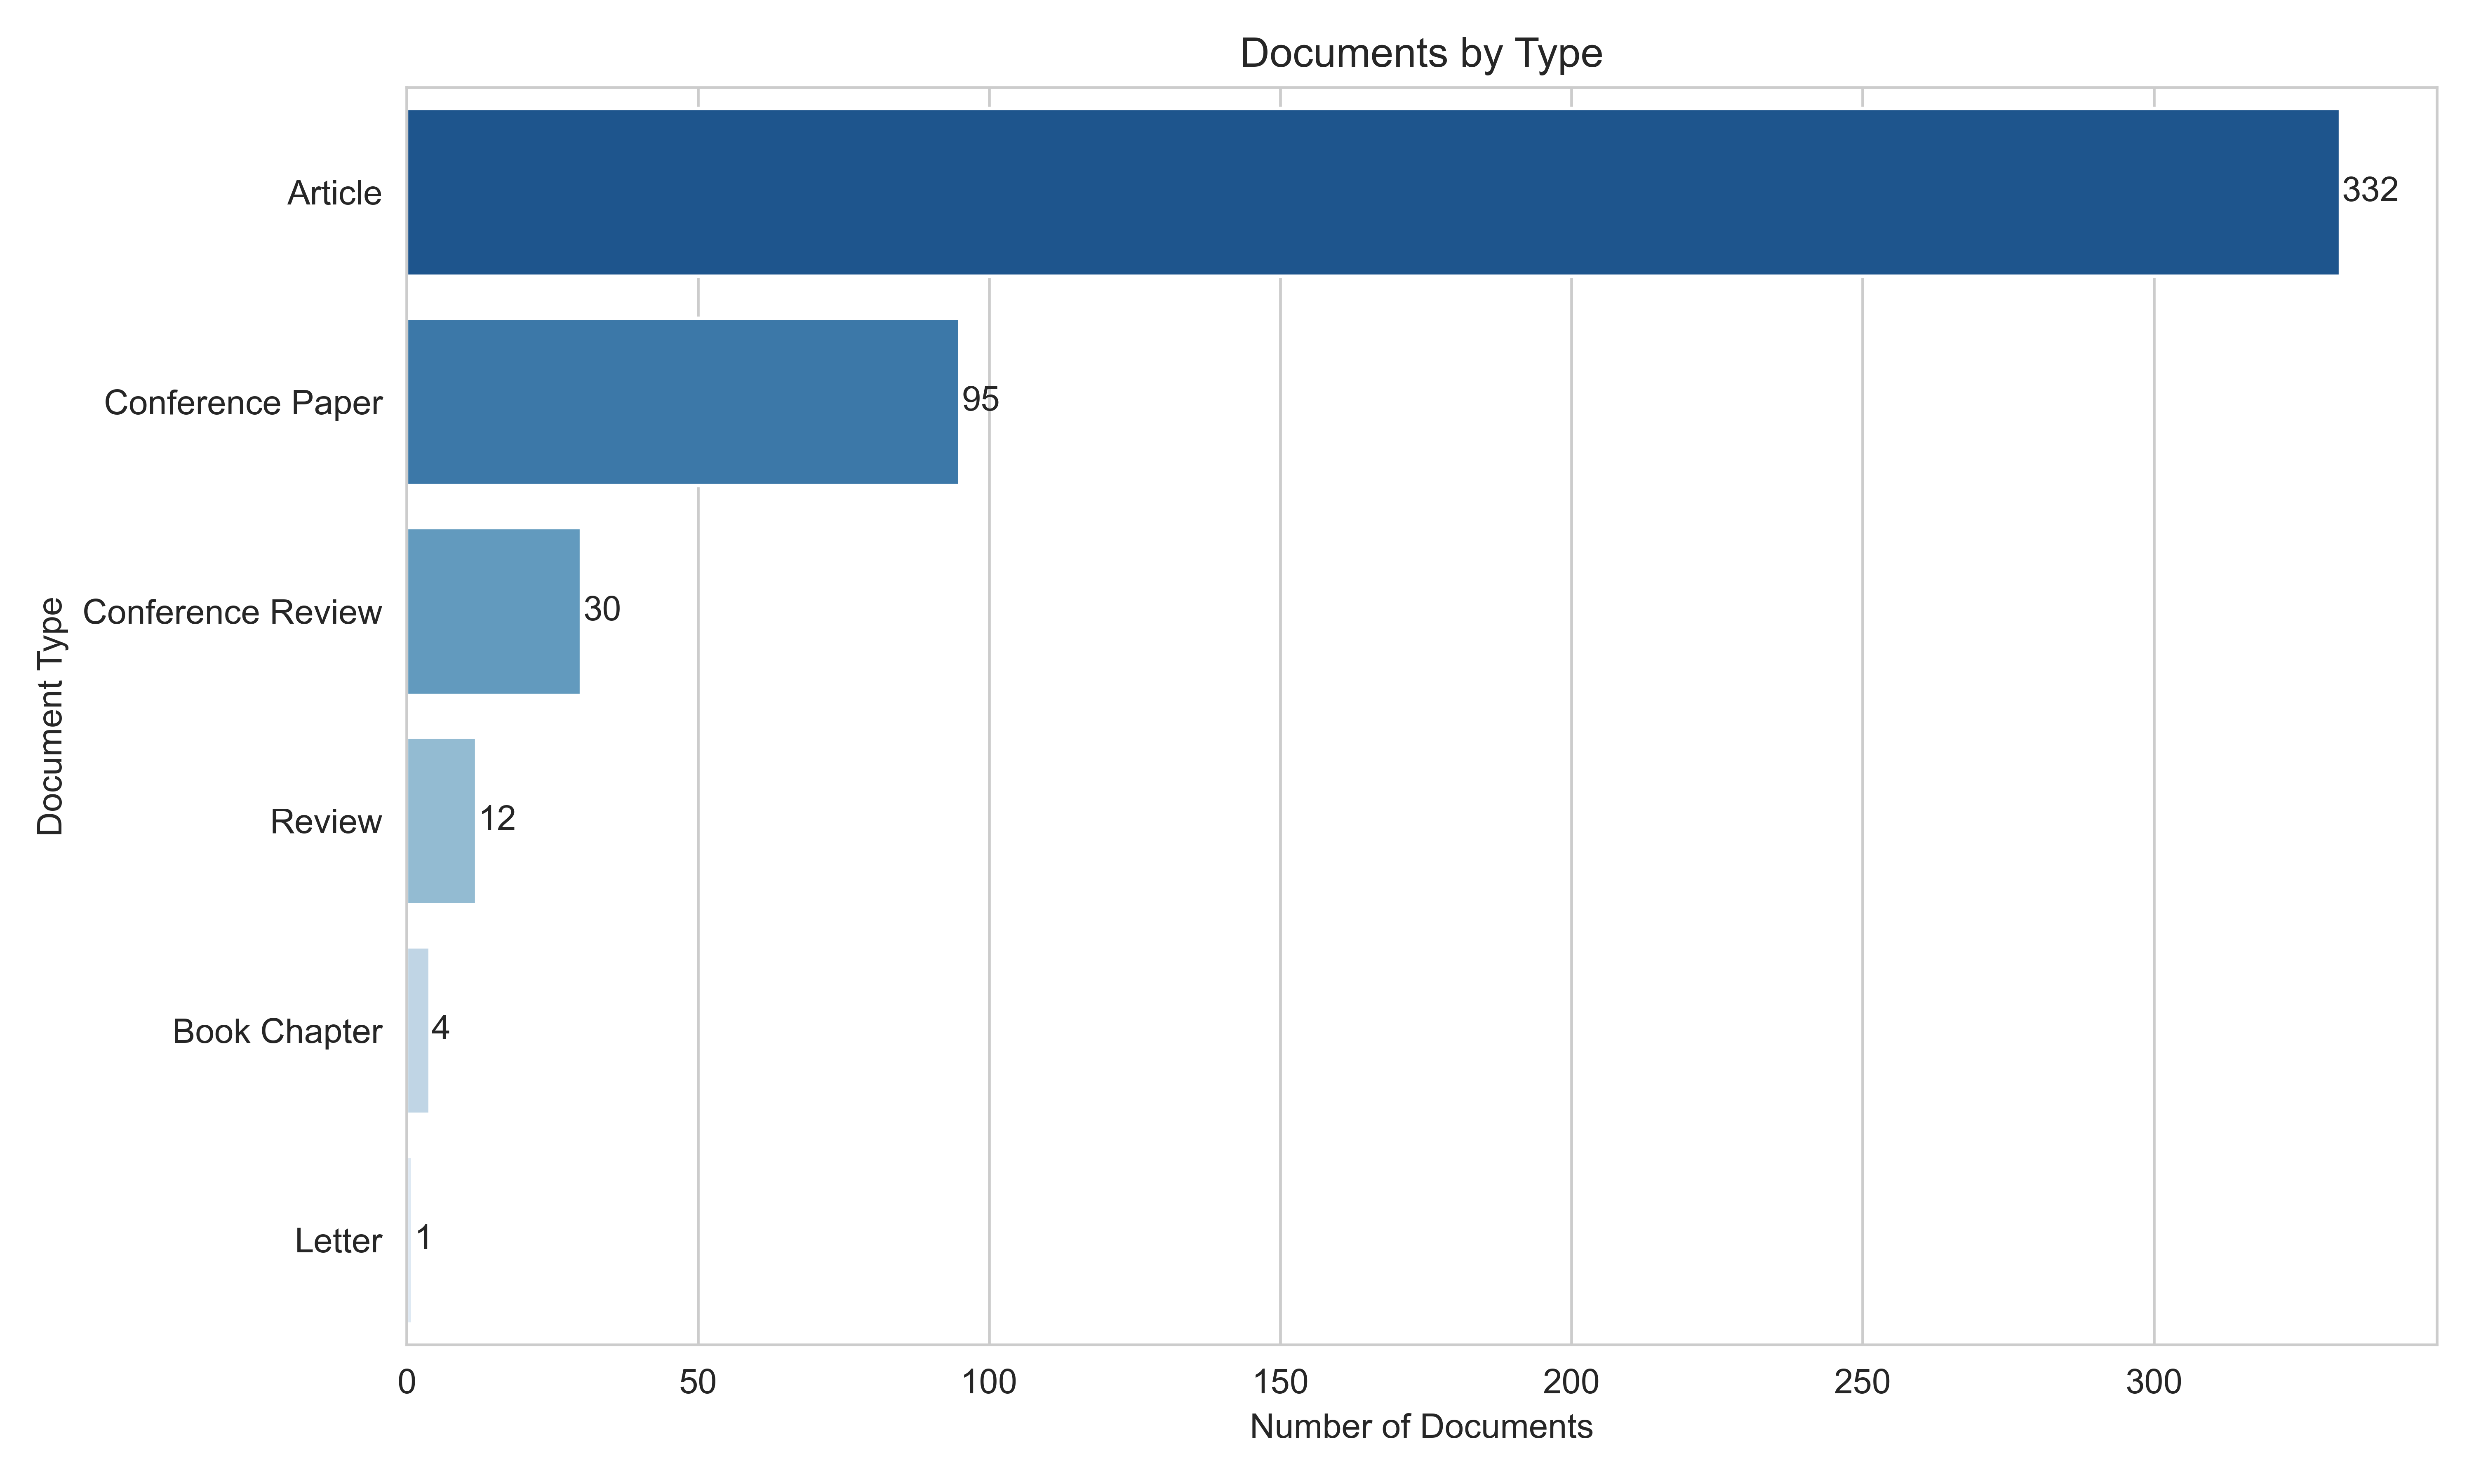 Documents by Type
Article
332
Conference Paper
95
Conference Review
30
Review
12
Book Chapter
4
Letter
1
Document Type
0 50 100 150 200 250 300
Number of Documents